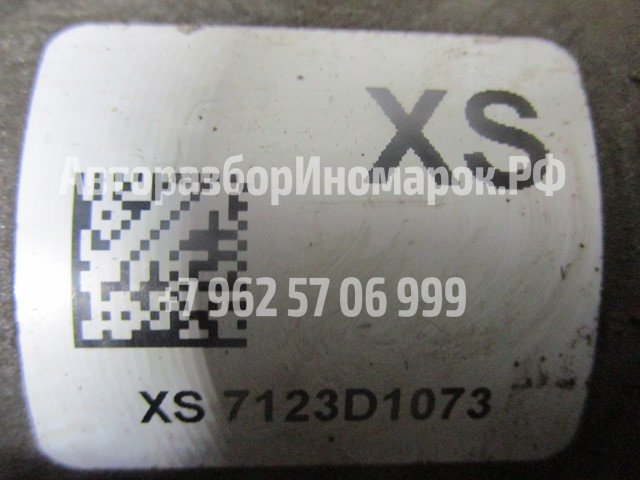 XS
АвторазборИномарок.РФ
+7 962 57 06 999
XS 7123D1073